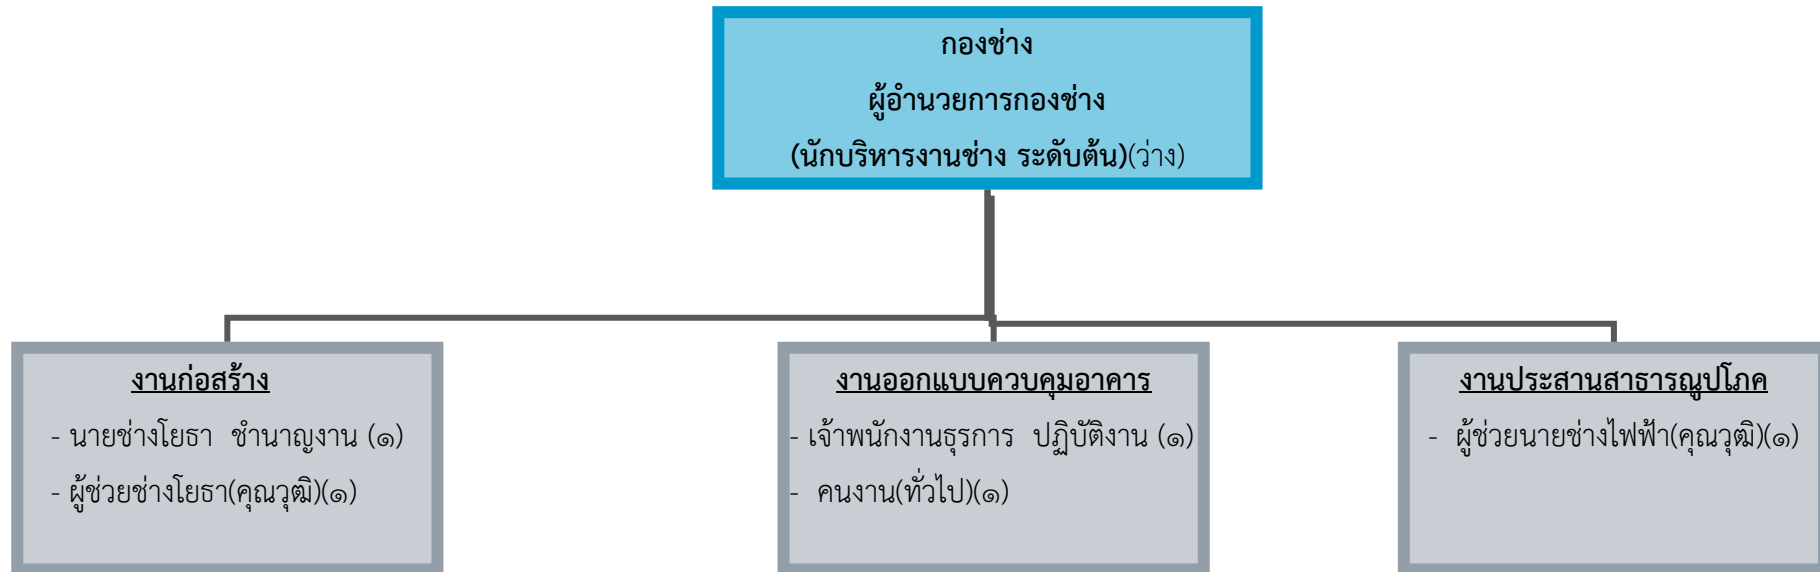 กองช่าง
ผู้อำนวยการกองช่าง
(นักบริหารงานช่าง ระดับต้น)(ว่าง)
งานก่อสร้าง
- นายช่างโยธา ชำนาญงาน (๑)
- ผู้ช่วยช่างโยธา(คุณวุฒิ)(๑)
งานออกแบบควบคุมอาคาร
- เจ้าพนักงานธุรการ ปฏิบัติงาน (๑)
- คนงาน(ทั่วไป)(๑)
งานประสานสาธารณูปโภค
- ผู้ช่วยนายช่างไฟฟ้า(คุณวุฒิ)(๑)